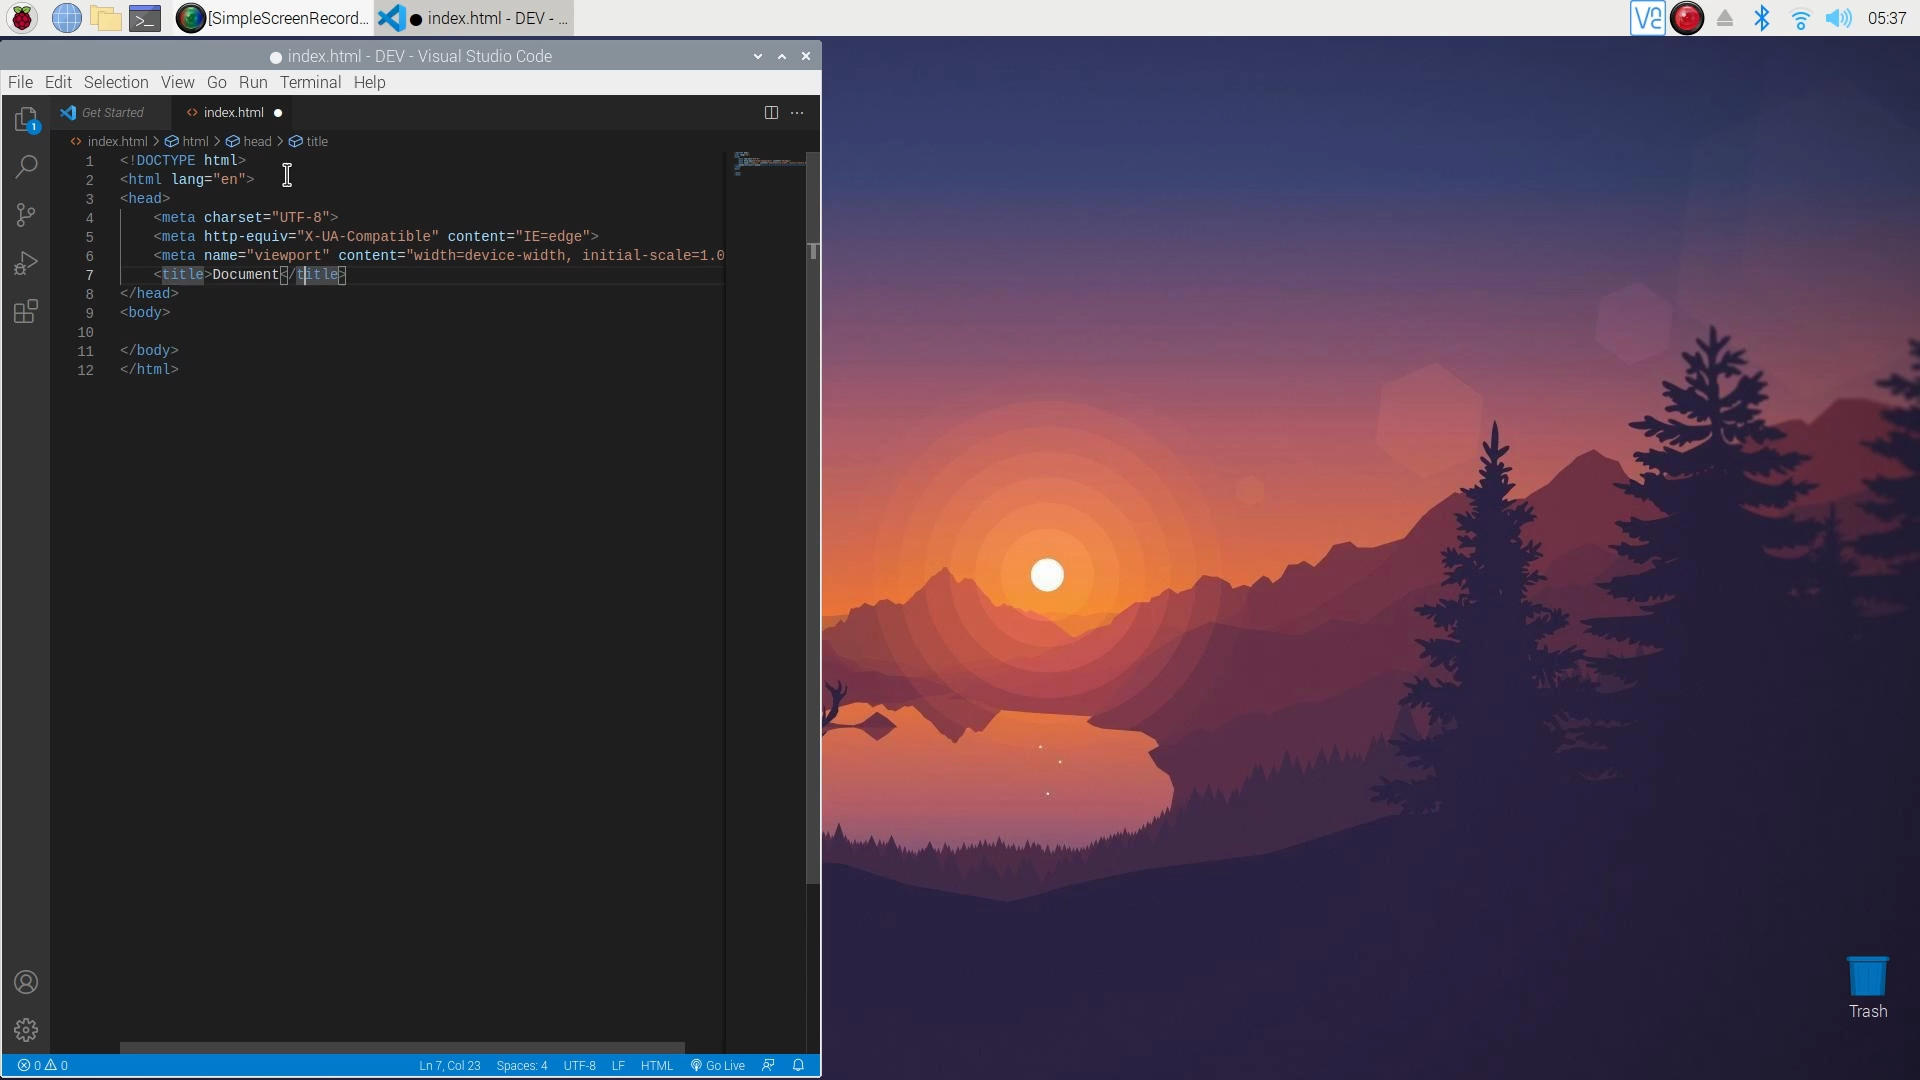 [SimpleScreenRecord... ● index.html - DEV - ... 05:37
● index.html - DEV - Visual Studio Code
File Edit Selection View Go Run Terminal Help
Get Started <> index.html ●
<> index.html > html > head > title
1 <!DOCTYPE html>
2 <html lang="en">
3 <head>
4     <meta charset="UTF-8">
5     <meta http-equiv="X-UA-Compatible" content="IE=edge">
6     <meta name="viewport" content="width=device-width, initial-scale=1.0
7     <title>Document</title>
8 </head>
9 <body>
10
11 </body>
12 </html>
0 0 Ln 7, Col 23 Spaces: 4 UTF-8 LF HTML Go Live
1
Trash